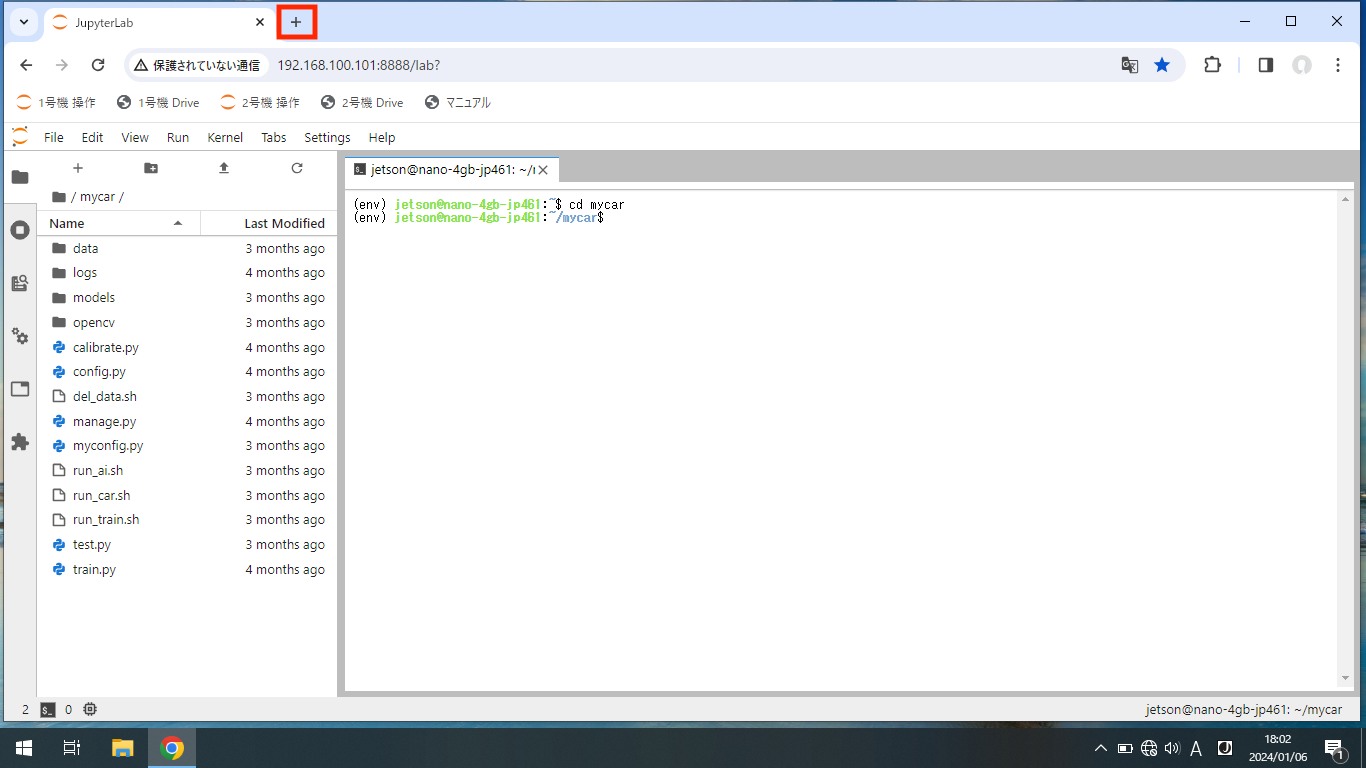 JupyterLab
保護されていない通信 192.168.100.101:8888/lab?
1号機 操作 1号機 Drive 2号機 操作 2号機 Drive マニュアル
File Edit View Run Kernel Tabs Settings Help
jetson@nano-4gb-jp461: ~/
/ mycar /
Name Last Modified
data 3 months ago
logs 4 months ago
models 3 months ago
opencv 3 months ago
calibrate.py 4 months ago
config.py 4 months ago
del_data.sh 3 months ago
manage.py 4 months ago
myconfig.py 3 months ago
run_ai.sh 3 months ago
run_car.sh 3 months ago
run_train.sh 3 months ago
test.py 3 months ago
train.py 4 months ago
(env) jetson@nano-4gb-jp461:~$ cd mycar
(env) jetson@nano-4gb-jp461:~/mycar$
2 0 jetson@nano-4gb-jp461: ~/mycar
A J 18:02
2024/01/06
1